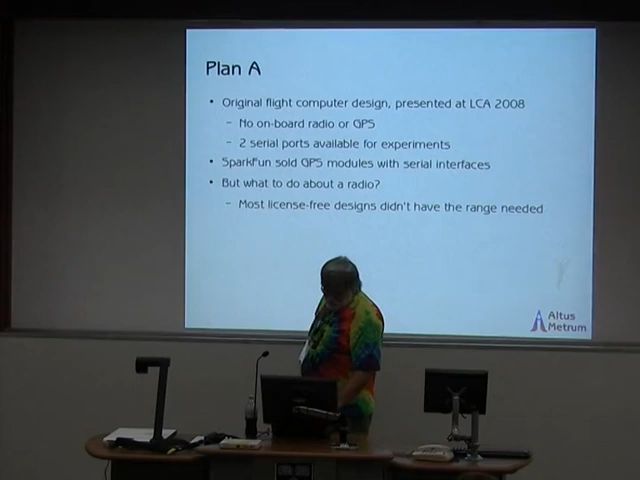 Plan A
• Original flight computer design, presented at LCA 2008
– No on-board radio or GPS
– 2 serial ports available for experiments
• SparkFun sold GPS modules with serial interfaces
• But what to do about a radio?
– Most license-free designs didn't have the range needed
Altus
Metrum